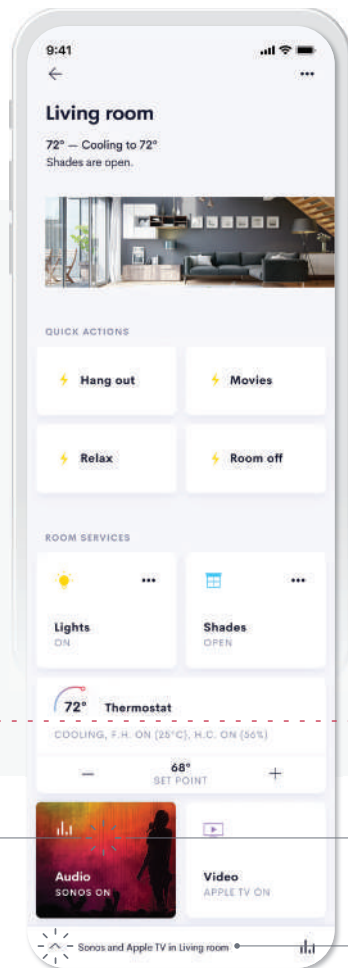 9:41
Living room
72° — Cooling to 72°
Shades are open.
QUICK ACTIONS
Hang out
Movies
Relax
Room off
ROOM SERVICES
Lights
ON
Shades
OPEN
72° Thermostat
COOLING, F.H. ON (25°C), H.C. ON (56%)
68°
SET POINT
Audio
SONOS ON
Video
APPLE TV ON
Sonos and Apple TV in Living room